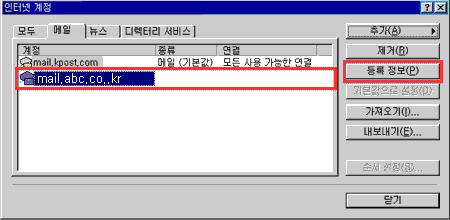 인터넷 계정
모두 메일 뉴스 디렉터리 서비스
계정 종류 연결
mail,kpost,com 메일 (기본값) 모든 사용 가능한 연결
mail,abc,co,,kr
추가(A)
제거(R)
등록 정보(P)
기본값으로 설정(D)
가져오기(I)...
내보내기(E)...
순서 설정(S)...
닫기